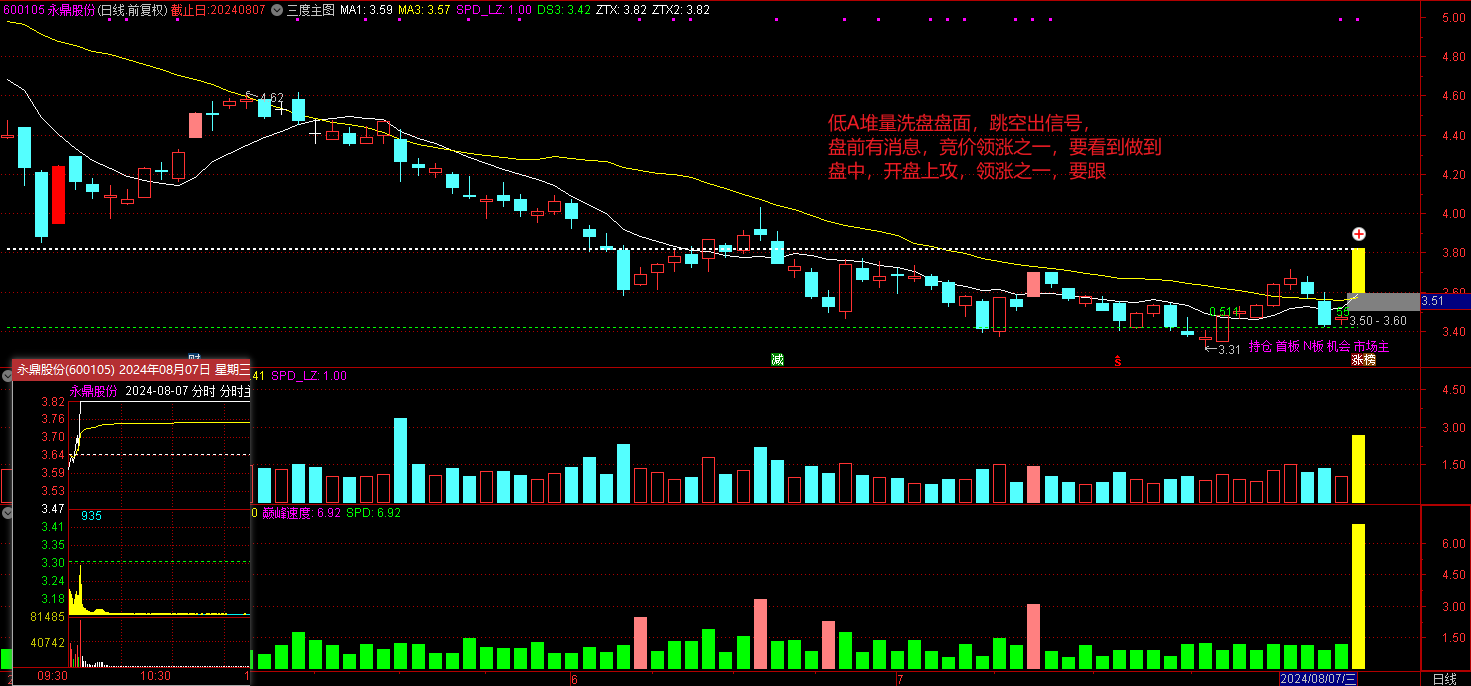 600105 永鼎股份(日线.前复权) 截止日:20240807 三度主图 MA1: 3.59 MA3: 3.57 SPD_LZ: 1.00 DS3: 3.42 ZTX: 3.82 ZTX2: 3.82
5.00
4.80
4.62
4.60
低A堆量洗盘盘面，跳空出信号，
盘前有消息，竞价领涨之一，要看到做到
盘中，开盘上攻，领涨之一，要跟
4.40
4.20
4.00
3.80
3.60
3.51
0.514
3.50 - 3.60
3.40
3.31
持仓 首板 N板 机会 市场主
财
减
涨榜
永鼎股份(600105) 2024年08月07日 星期三
41 SPD_LZ: 1.00
永鼎股份 2024-08-07 分时 分时主
3.82
3.76
3.70
3.64
3.59
3.53
3.47
3.41
3.35
3.30
3.24
3.18
81485
40742
935
4.50
3.00
1.50
0 巅峰速度: 6.92 SPD: 6.92
6.00
4.50
3.00
1.50
09:30
10:30
1
6
7
2024/08/07/三
日线